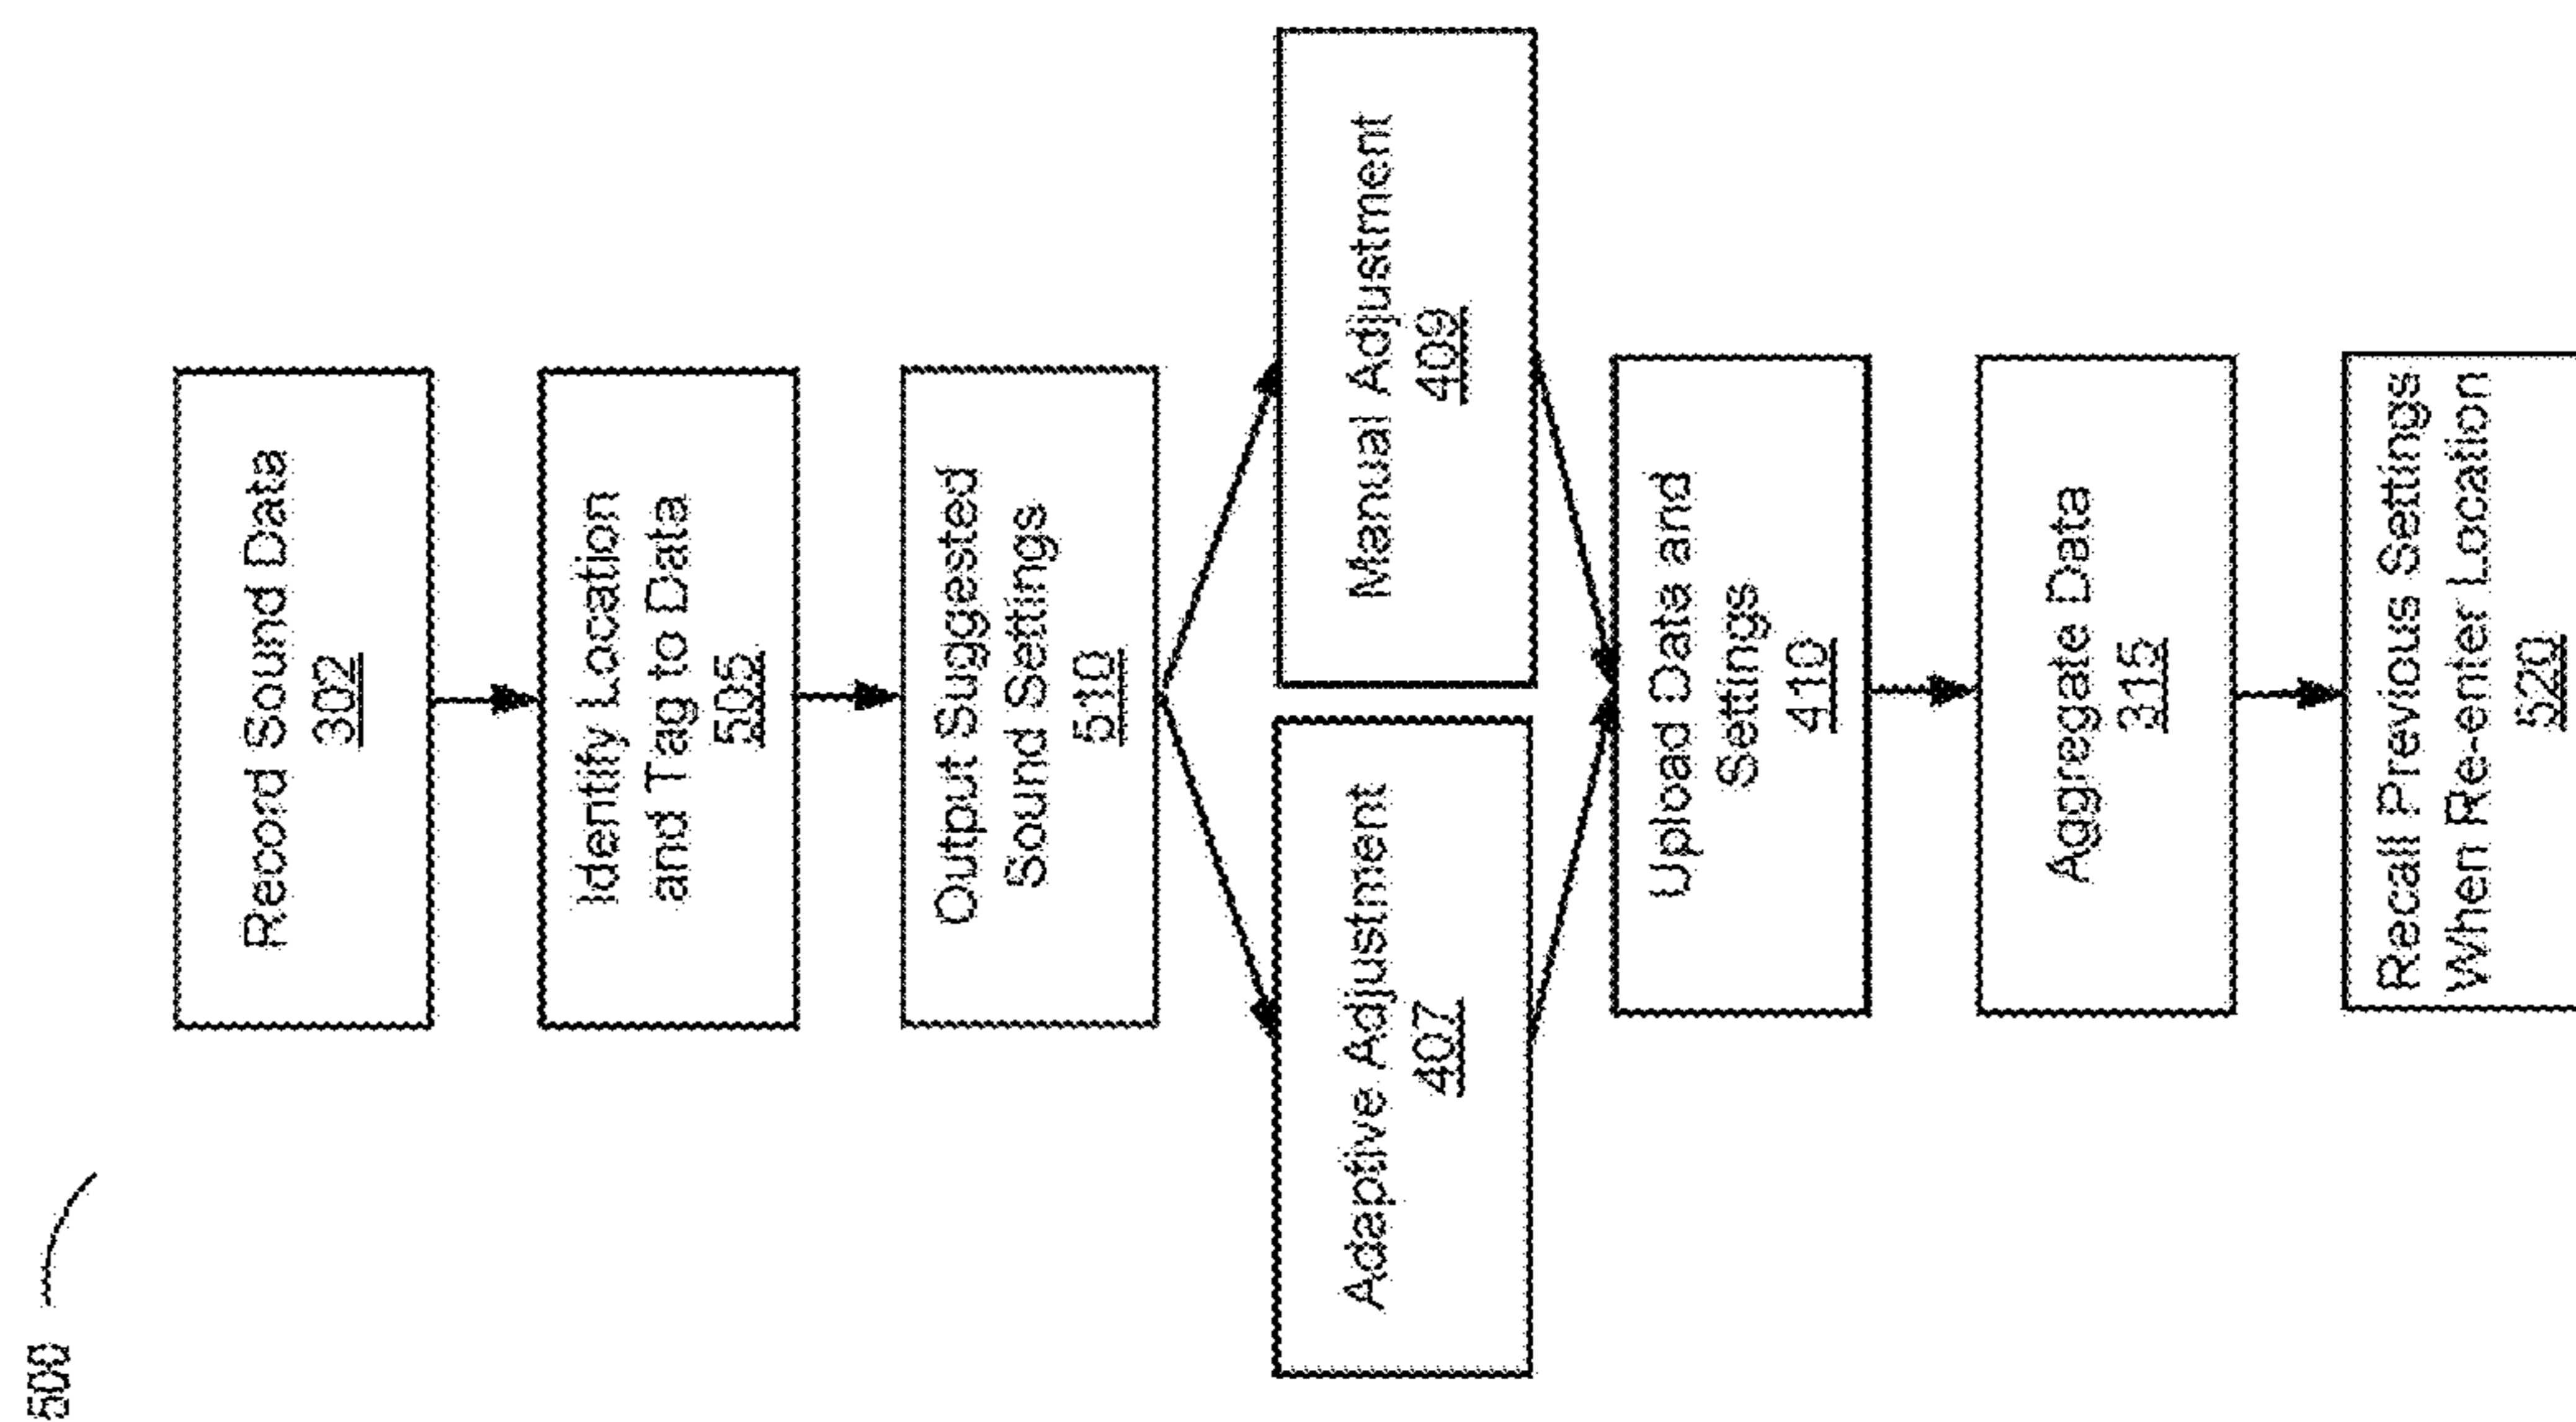 500
Record Sound Data
302
Identify Location
and Tag to Data
505
Output Suggested
Sound Settings
510
Adaptive Adjustment
407
Manual Adjustment
409
Upload Data and
Settings
410
Aggregate Data
315
Recall Previous Settings
When Re-enter Location
520